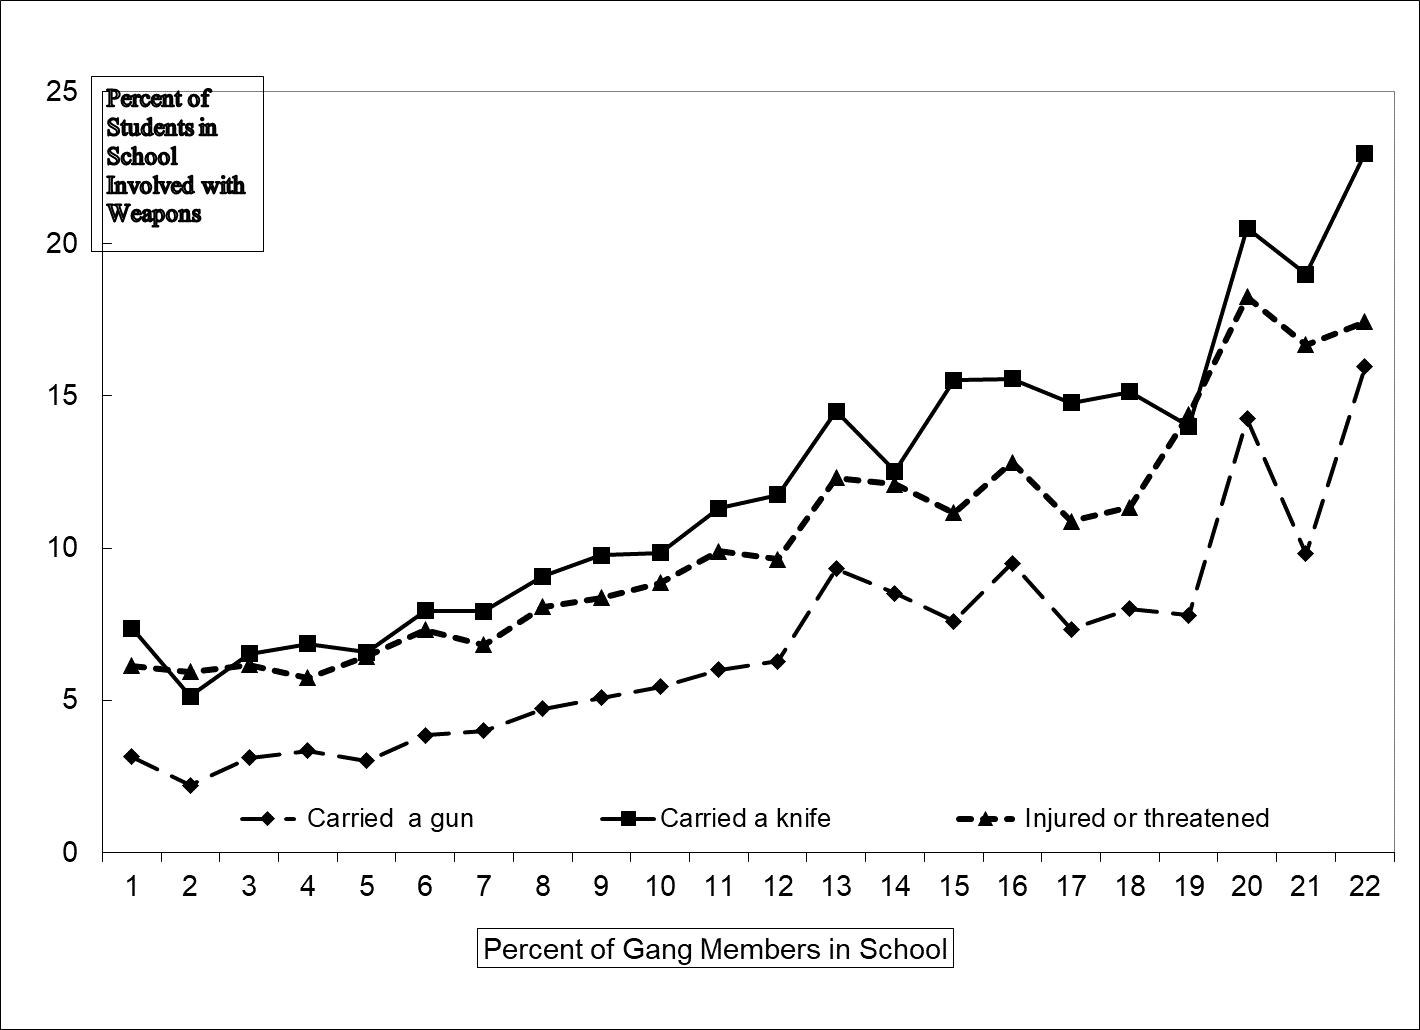 25
Percent of
Students in
School
Involved with
Weapons
20
15
10
5
Carried  a gun Carried a knife Injured or threatened
0
1 2 3 4 5 6 7 8 9 10 11 12 13 14 15 16 17 18 19 20 21 22
Percent of Gang Members in School